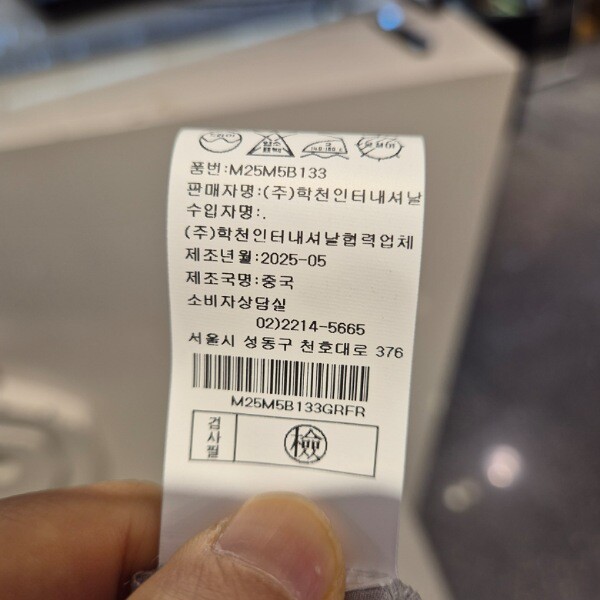 품번:M25M5B133
판매자명:(주)학천인터내셔날
수입자명:.
(주)학천인터내셔날협력업체
제조년월:2025-05
제조국명:중국
소비자상담실
02)2214-5665
서울시 성동구 천호대로 376
M25M5B133GRFR
검사필 檢